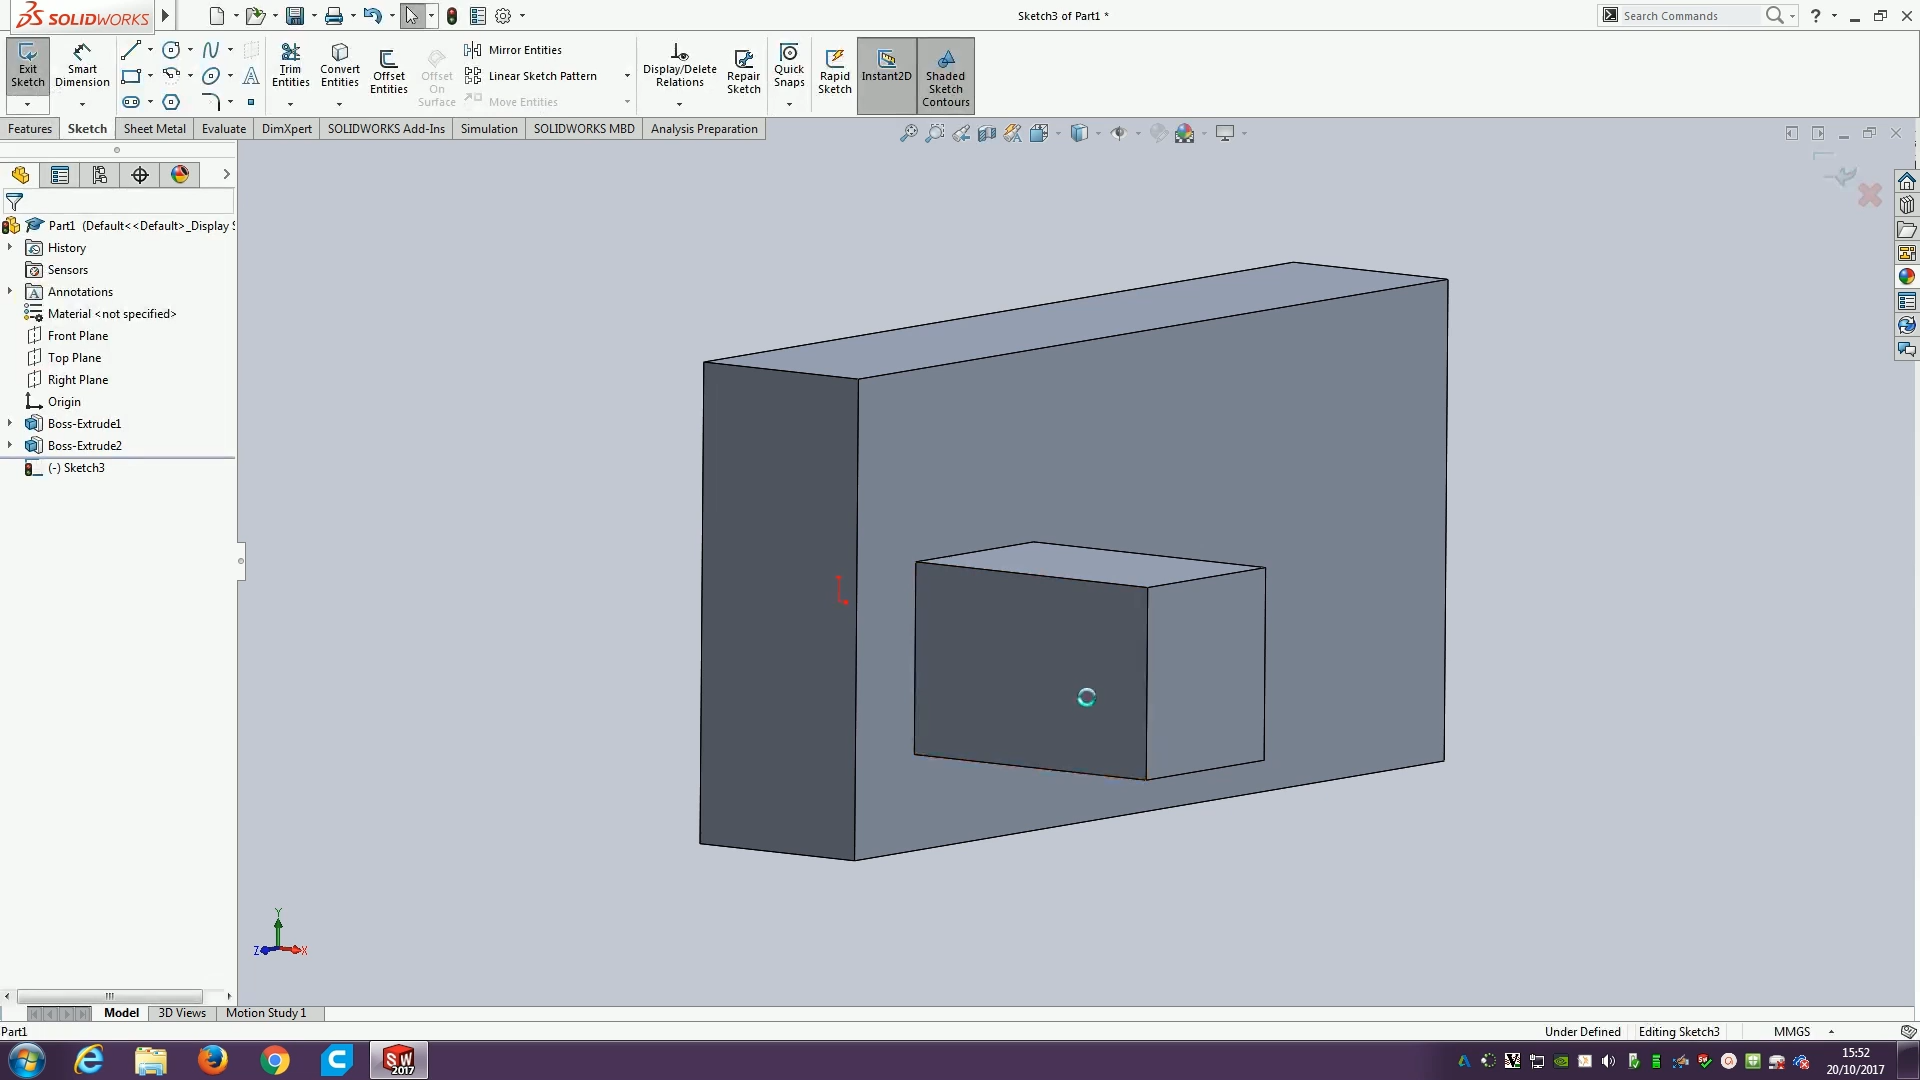 SOLIDWORKS
Sketch3 of Part1 *
Search Commands
?
Exit Sketch
Smart Dimension
Trim Entities
Convert Entities
Offset Entities
Offset On Surface
Mirror Entities
Linear Sketch Pattern
Move Entities
Display/Delete Relations
Repair Sketch
Quick Snaps
Rapid Sketch
Instant2D
Shaded Sketch Contours
Features
Sketch
Sheet Metal
Evaluate
DimXpert
SOLIDWORKS Add-Ins
Simulation
SOLIDWORKS MBD
Analysis Preparation
Part1 (Default<<Default>_Display
History
Sensors
Annotations
Material <not specified>
Front Plane
Top Plane
Right Plane
Origin
Boss-Extrude1
Boss-Extrude2
(-) Sketch3
Y
Z
X
Model
3D Views
Motion Study 1
Part1
Under Defined
Editing Sketch3
MMGS
SW
2017
15:52
20/10/2017